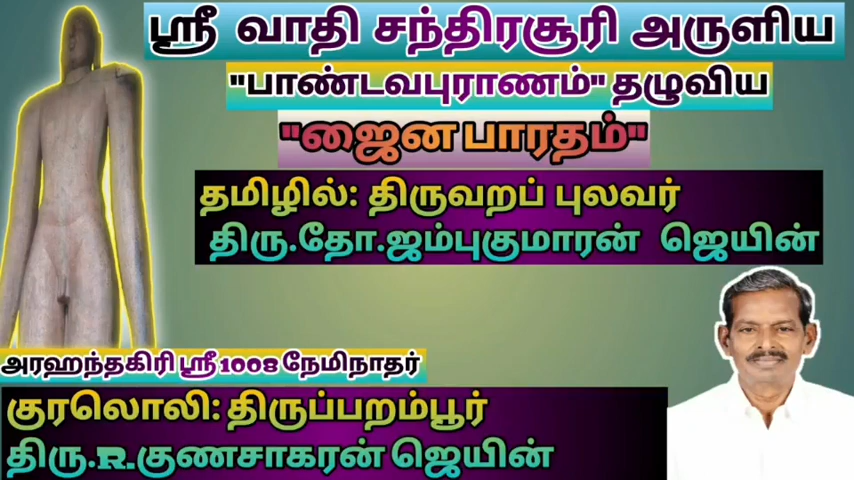 ஸ்ரீ வாதி சந்திரசூரி அருளிய
"பாண்டவபுராணம்" தழுவிய
"ஜைன பாரதம்"
தமிழில்: திருவறப் புலவர்
திரு.தோ.ஜம்புகுமாரன் ஜெயின்
அரஹந்தகிரி ஸ்ரீ 1008 நேமிநாதர்
குரலொலி: திருப்பறம்பூர்
திரு.R.குணசாகரன் ஜெயின்